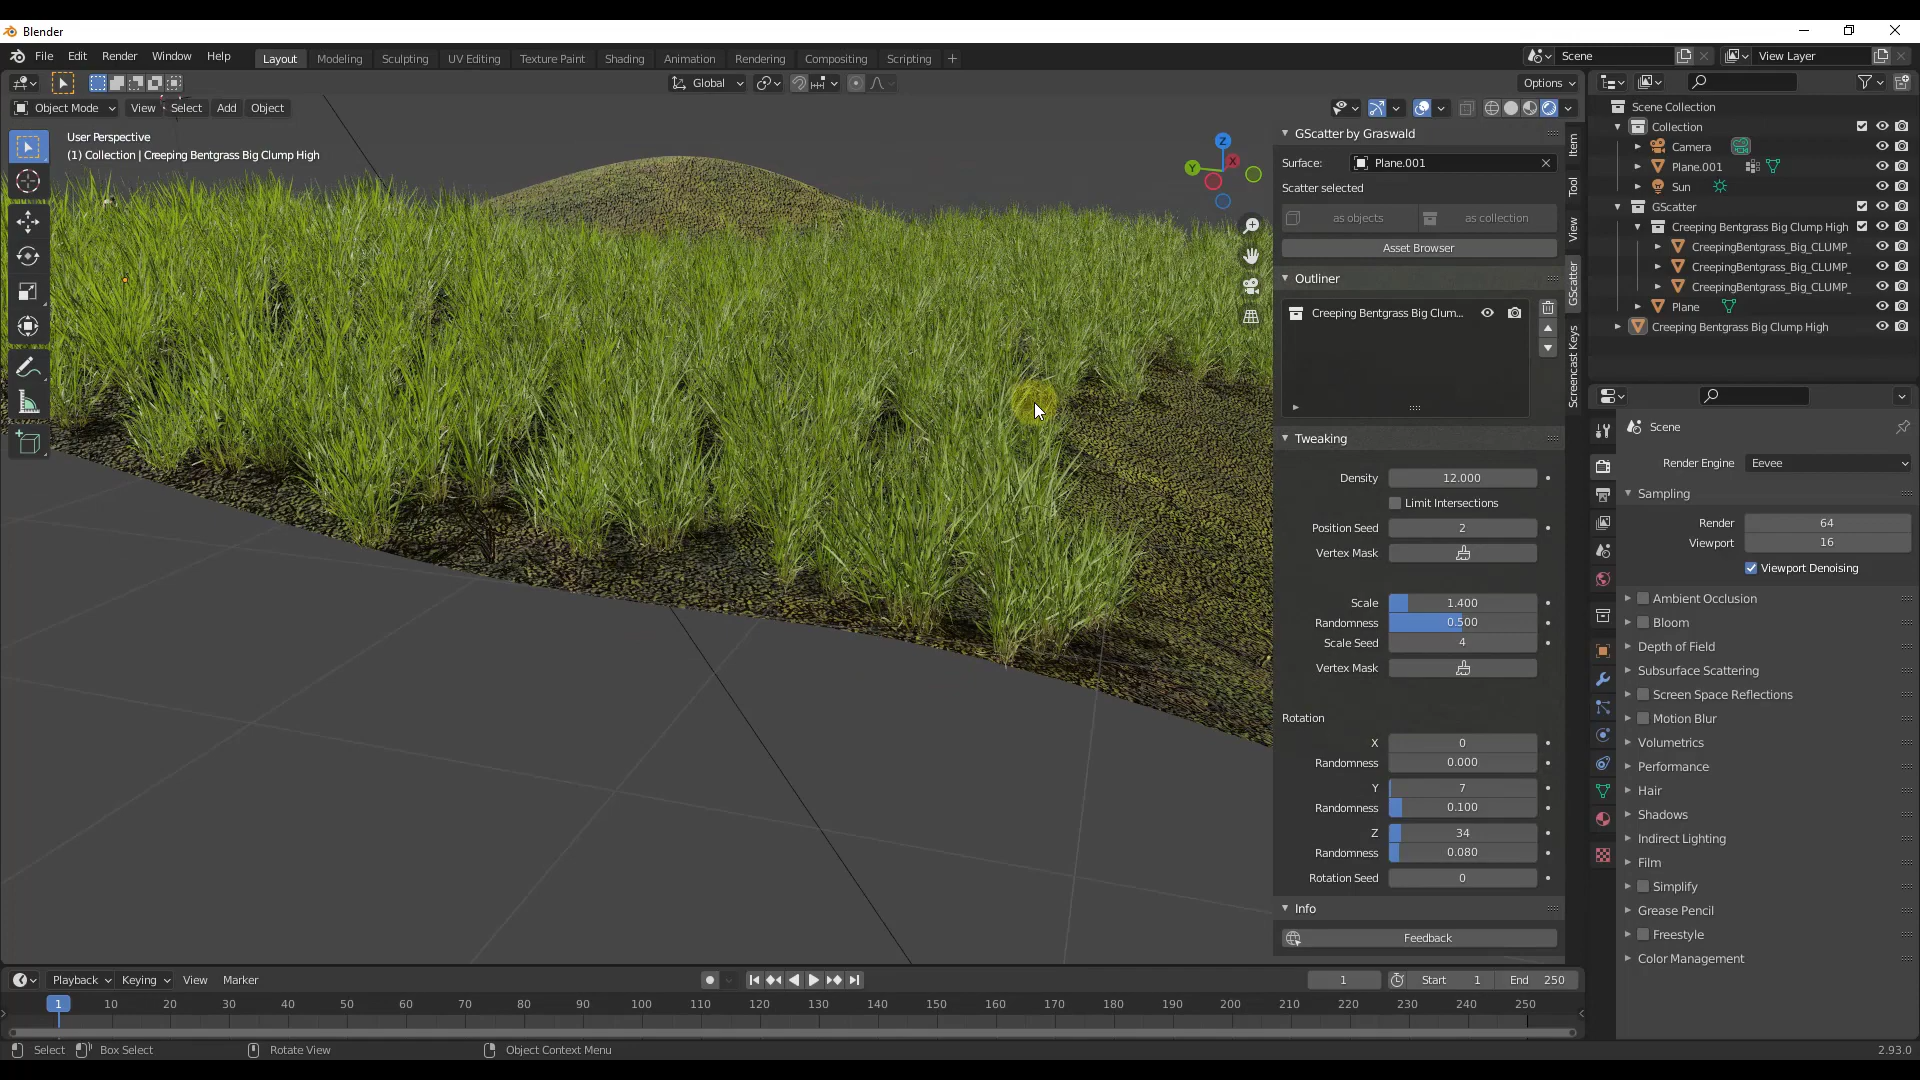 Blender
File Edit Render Window Help Layout Modeling Sculpting UV Editing Texture Paint Shading Animation Rendering Compositing Scripting + Scene View Layer
Global Options
Object Mode View Select Add Object
User Perspective
(1) Collection | Creeping Bentgrass Big Clump High
Z
X
Y
GScatter by Graswald
Surface: Plane.001
Scatter selected
as objects as collection
Asset Browser
Outliner
Creeping Bentgrass Big Clum...
Tweaking
Density 12.000
Limit Intersections
Position Seed 2
Vertex Mask
Scale 1.400
Randomness 0.500
Scale Seed 4
Vertex Mask
Rotation
X 0
Randomness 0.000
Y 7
Randomness 0.100
Z 34
Randomness 0.080
Rotation Seed 0
Info
Feedback
Item
Tool
View
GScatter
Screencast Keys
Scene Collection
Collection
Camera
Plane.001
Sun
GScatter
Creeping Bentgrass Big Clump High
CreepingBentgrass_Big_CLUMP_
CreepingBentgrass_Big_CLUMP_
CreepingBentgrass_Big_CLUMP_
Plane
Creeping Bentgrass Big Clump High
Scene
Render Engine Eevee
Sampling
Render 64
Viewport 16
Viewport Denoising
Ambient Occlusion
Bloom
Depth of Field
Subsurface Scattering
Screen Space Reflections
Motion Blur
Volumetrics
Performance
Hair
Shadows
Indirect Lighting
Film
Simplify
Grease Pencil
Freestyle
Color Management
Playback Keying View Marker 1 Start 1 End 250
1 10 20 30 40 50 60 70 80 90 100 110 120 130 140 150 160 170 180 190 200 210 220 230 240 250
Select Box Select Rotate View Object Context Menu 2.93.0